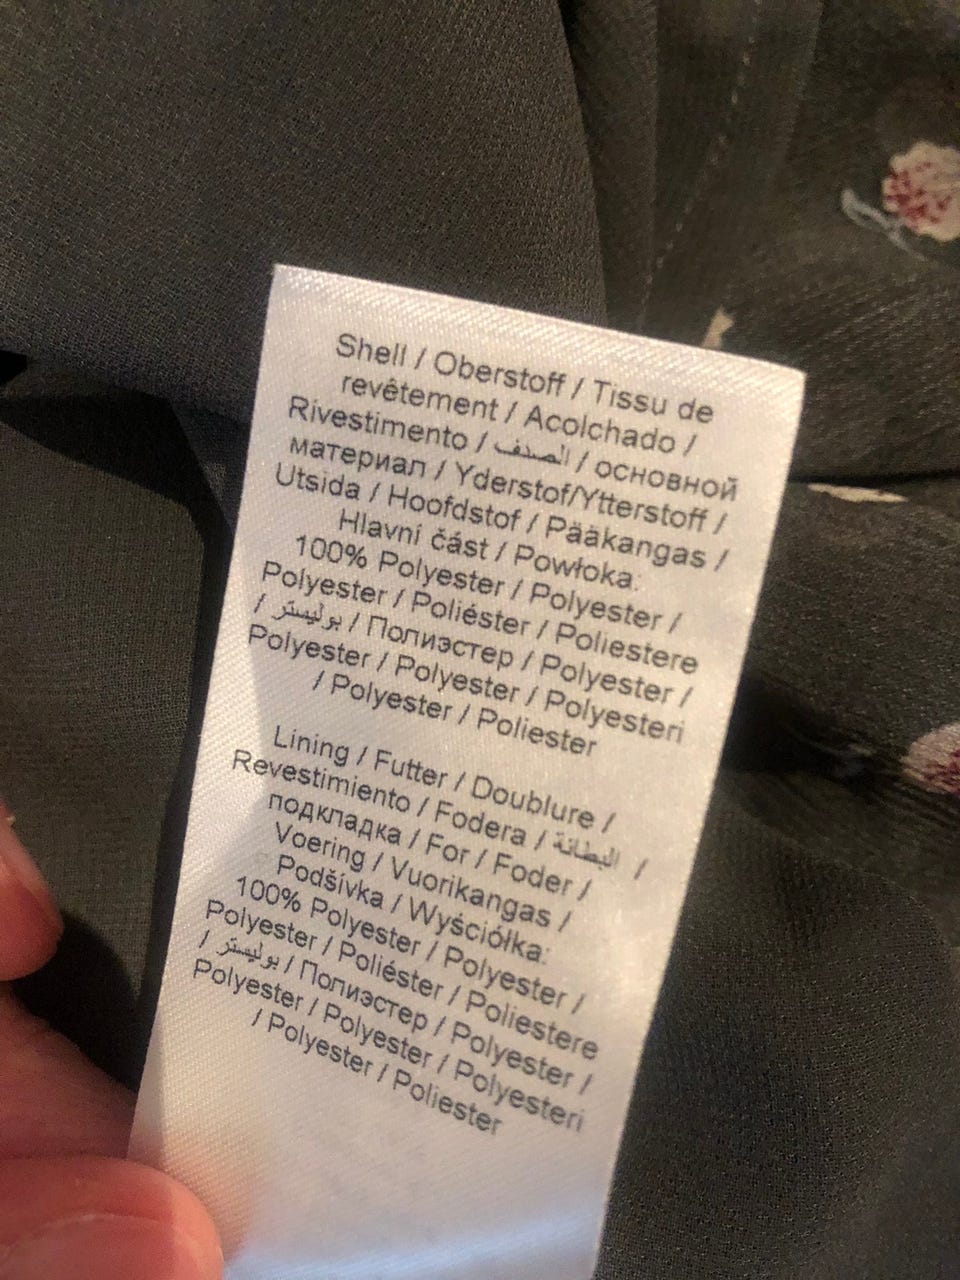 Shell / Oberstoff / Tissu de
revêtement / Acolchado /
Rivestimento / الصدف / основной
материал / Yderstof/Ytterstoff /
Utsida / Hoofdstof / Pääkangas /
Hlavní část / Powłoka:
100% Polyester / Polyester /
Polyester / Poliéster / Poliestere
/ بوليستر / Полиэстер / Polyester /
Polyester / Polyester / Polyesteri
/ Polyester / Poliester
Lining / Futter / Doublure /
Revestimiento / Fodera / البطانة /
подкладка / For / Foder /
Voering / Vuorikangas /
Podšívka / Wyściółka:
100% Polyester / Polyester /
Polyester / Poliéster / Poliestere
/ بوليستر / Полиэстер / Polyester /
Polyester / Polyester / Polyesteri
/ Polyester / Poliester